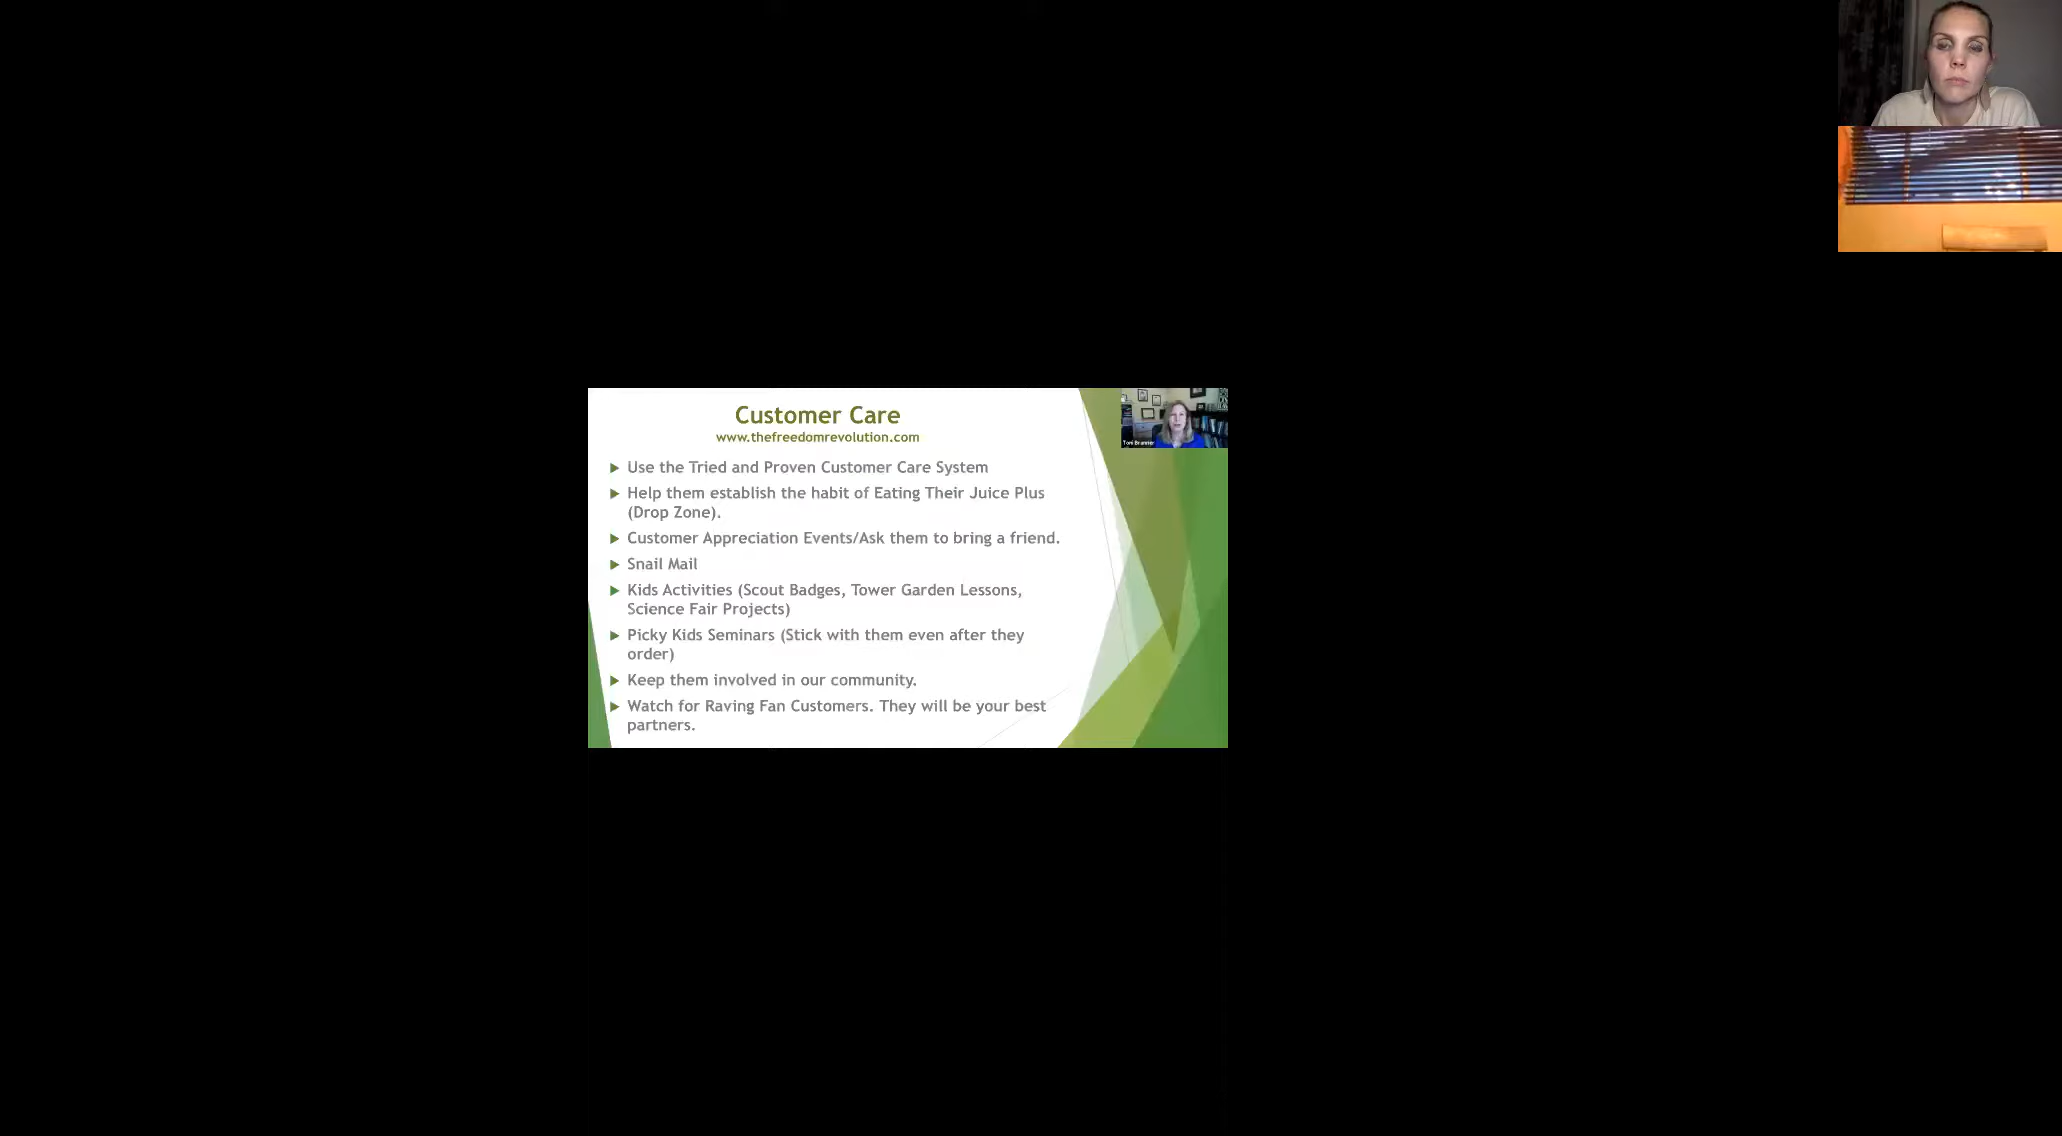 Customer Care
www.thefreedomrevolution.com
Use the Tried and Proven Customer Care System
Help them establish the habit of Eating Their Juice Plus
(Drop Zone).
Customer Appreciation Events/Ask them to bring a friend.
Snail Mail
Kids Activities (Scout Badges, Tower Garden Lessons,
Science Fair Projects)
Picky Kids Seminars (Stick with them even after they
order)
Keep them involved in our community.
Watch for Raving Fan Customers. They will be your best
partners.
Toni Branner